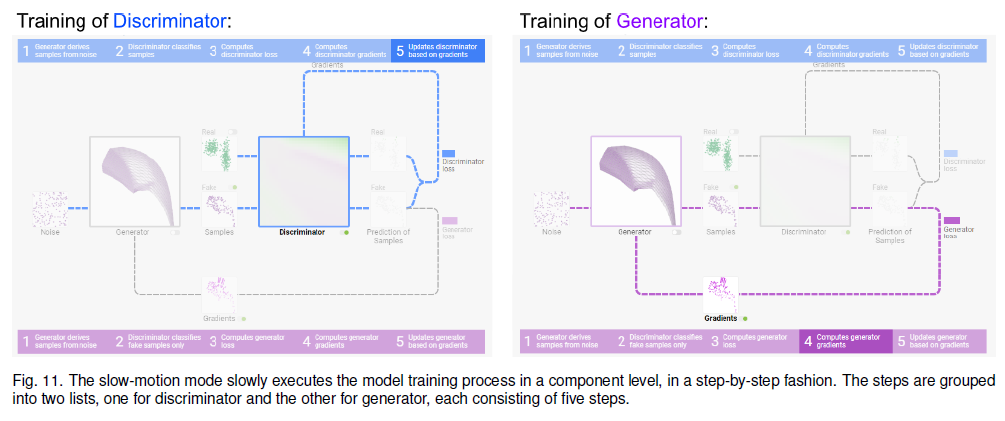 Training of Discriminator:
1 Generator derives samples from noise
2 Discriminator classifies samples
3 Computes discriminator loss
4 Computes discriminator gradients
5 Updates discriminator based on gradients
Gradients
Real
Fake
Real
Fake
Discriminator loss
Generator loss
Noise
Generator
Samples
Discriminator
Prediction of Samples
Gradients
1 Generator derives samples from noise
2 Discriminator classifies fake samples only
3 Computes generator loss
4 Computes generator gradients
5 Updates generator based on gradients
Training of Generator:
1 Generator derives samples from noise
2 Discriminator classifies samples
3 Computes discriminator loss
4 Computes discriminator gradients
5 Updates discriminator based on gradients
Gradients
Real
Fake
Real
Fake
Discriminator loss
Generator loss
Noise
Generator
Samples
Discriminator
Prediction of Samples
Gradients
1 Generator derives samples from noise
2 Discriminator classifies fake samples only
3 Computes generator loss
4 Computes generator gradients
5 Updates generator based on gradients
Fig. 11. The slow-motion mode slowly executes the model training process in a component level, in a step-by-step fashion. The steps are grouped
into two lists, one for discriminator and the other for generator, each consisting of five steps.